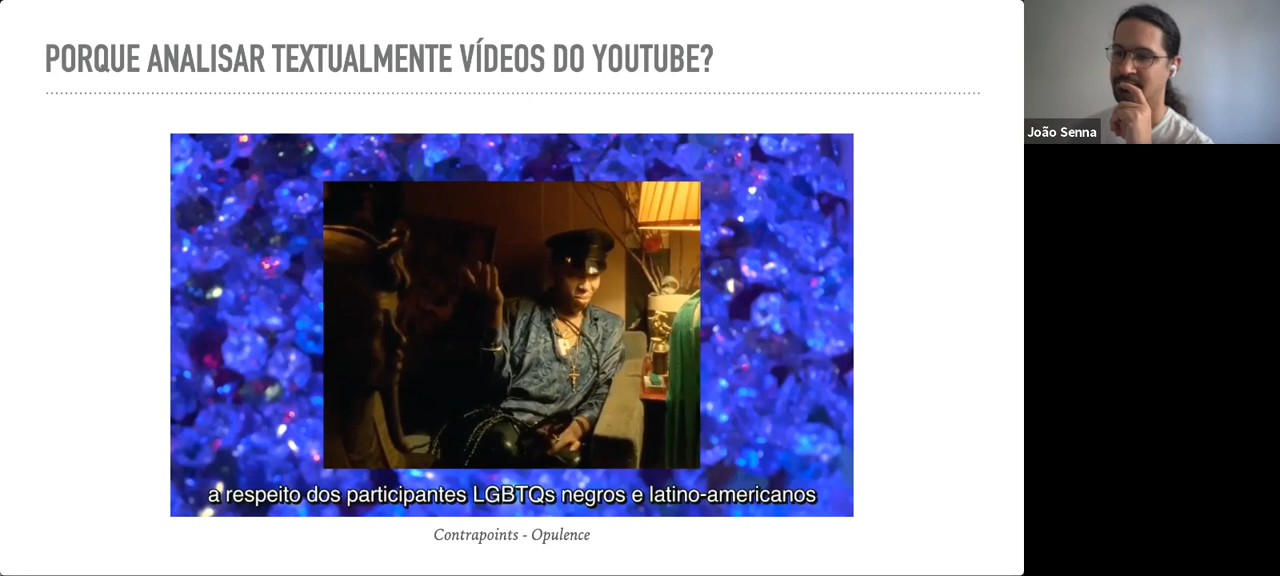 PORQUE ANALISAR TEXTUALMENTE VÍDEOS DO YOUTUBE?
João Senna
a respeito dos participantes LGBTQs negros e latino-americanos
Contrapoints - Opulence